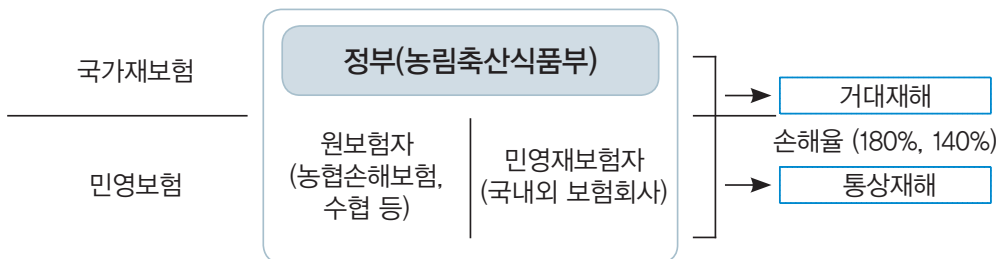 국가재보험
민영보험
정부(농림축산식품부)
원보험자
(농협손해보험,
수협 등)
민영재보험자
(국내외 보험회사)
거대재해
손해율 (180%, 140%)
통상재해